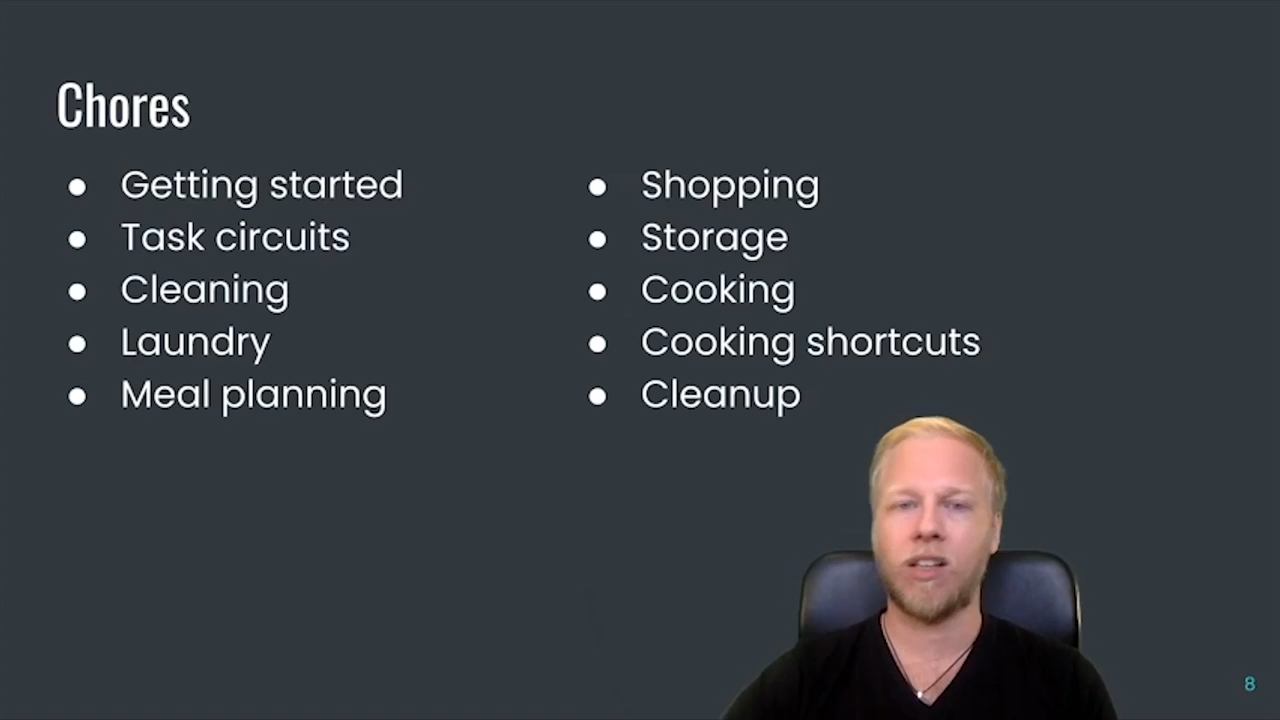 Chores
● Getting started
● Task circuits
● Cleaning
● Laundry
● Meal planning
● Shopping
● Storage
● Cooking
● Cooking shortcuts
● Cleanup
8